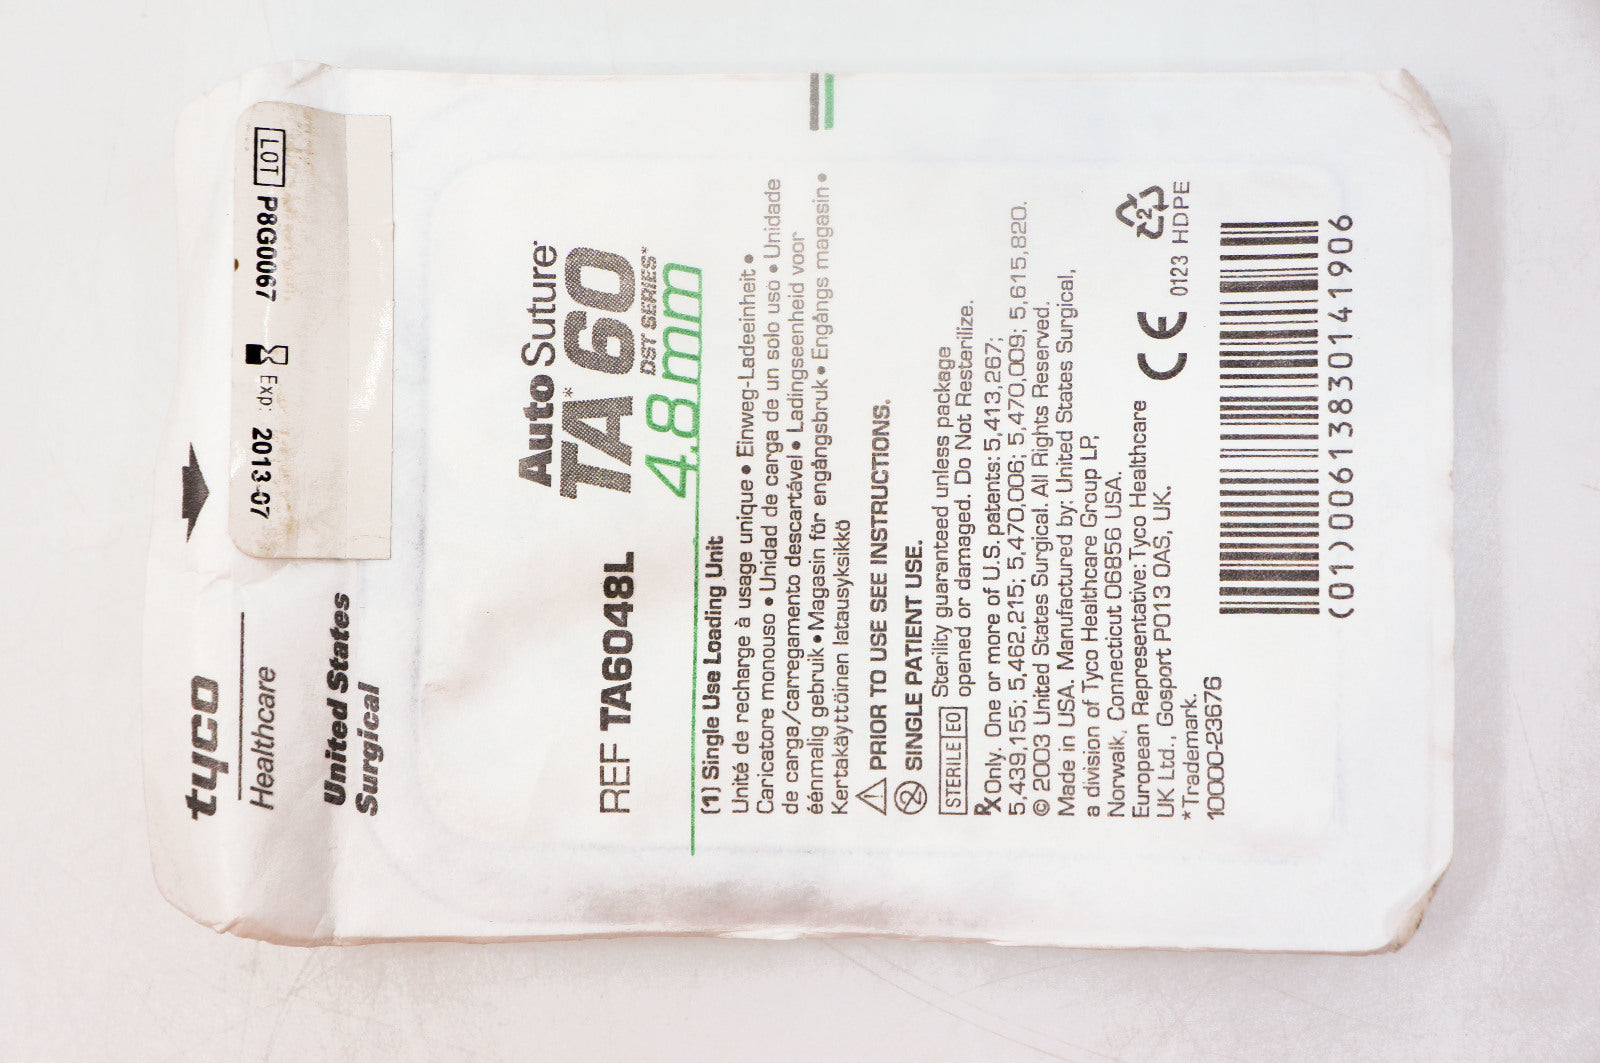 tyco
Healthcare
United States
Surgical
LOT P8G0067 Exp: 2013-07
AutoSuture*
TA* 60
DST SERIES*
REF TA6048L 4.8mm
(1) Single Use Loading Unit
Unité de recharge à usage unique • Einweg-Ladeeinheit •
Caricatore monouso • Unidad de carga de un solo uso • Unidade
de carga/carregamento descartável • Ladingseenheid voor
éénmalig gebruik • Magasin för engångsbruk • Engångs magasin •
Kertakäyttöinen latausyksikkö
PRIOR TO USE SEE INSTRUCTIONS.
2 SINGLE PATIENT USE.
STERILE EO Sterility guaranteed unless package
opened or damaged. Do Not Resterilize.
℞ Only. One or more of U.S. patents: 5,413,267;
5,439,155; 5,462,215; 5,470,006; 5,470,009; 5,615,820.
© 2003 United States Surgical. All Rights Reserved.
Made in USA. Manufactured by: United States Surgical,
a division of Tyco Healthcare Group LP,
Norwalk, Connecticut 06856 USA.
European Representative: Tyco Healthcare
UK Ltd., Gosport PO13 0AS, UK.
*Trademark.
10000-23676
CE 0123
2 HDPE
(01)00613830141906